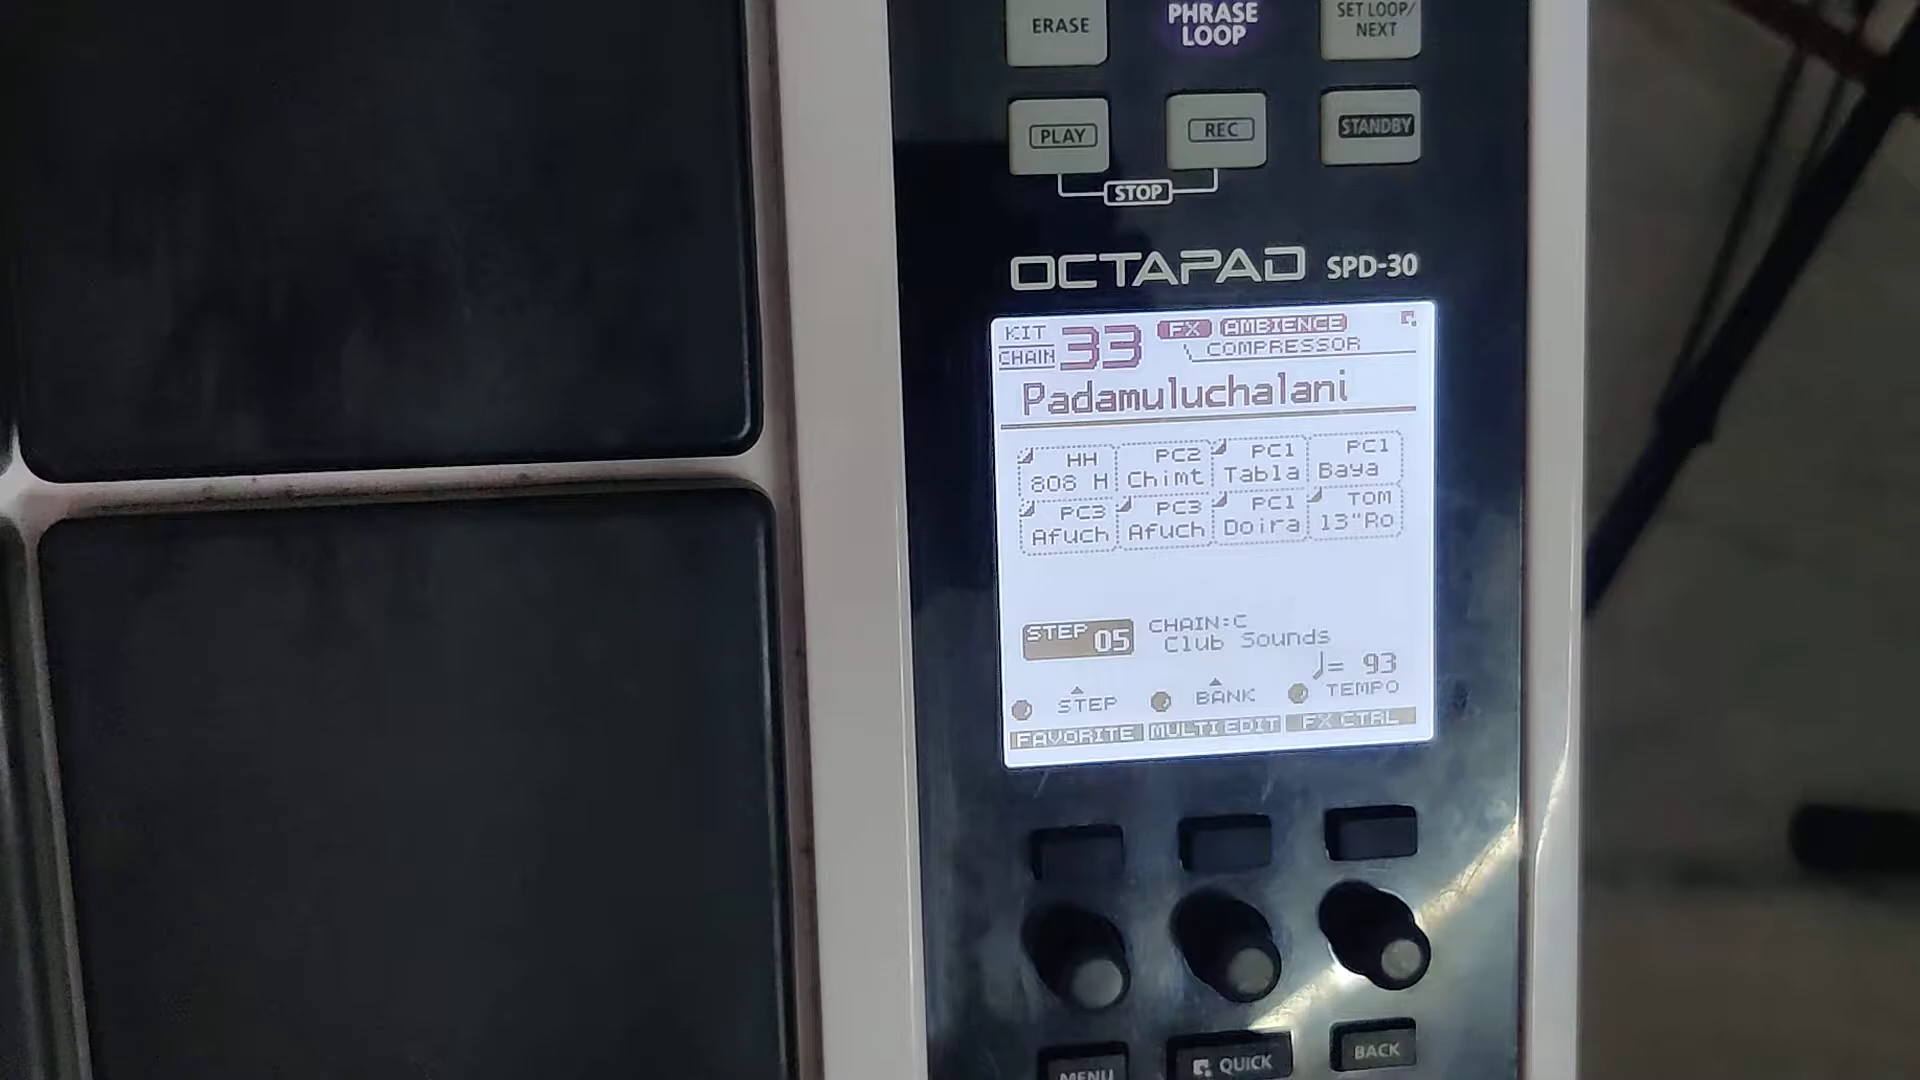 ERASE
PHRASE
LOOP
SET LOOP/
NEXT
PLAY
REC
STANDBY
STOP
OCTAPAD SPD-30
KIT
CHAIN
33
FX AMBIENCE
COMPRESSOR
Padamuluchalani
HH PC2 PC1 PC1
808 H Chimt Tabla Baya
PC3 PC3 PC1 TOM
Afuch Afuch Doira 13"Ro
STEP 05
CHAIN:C
Club Sounds
♩= 93
STEP BANK TEMPO
FAVORITE MULTI EDIT FX CTRL
MENU
QUICK
BACK